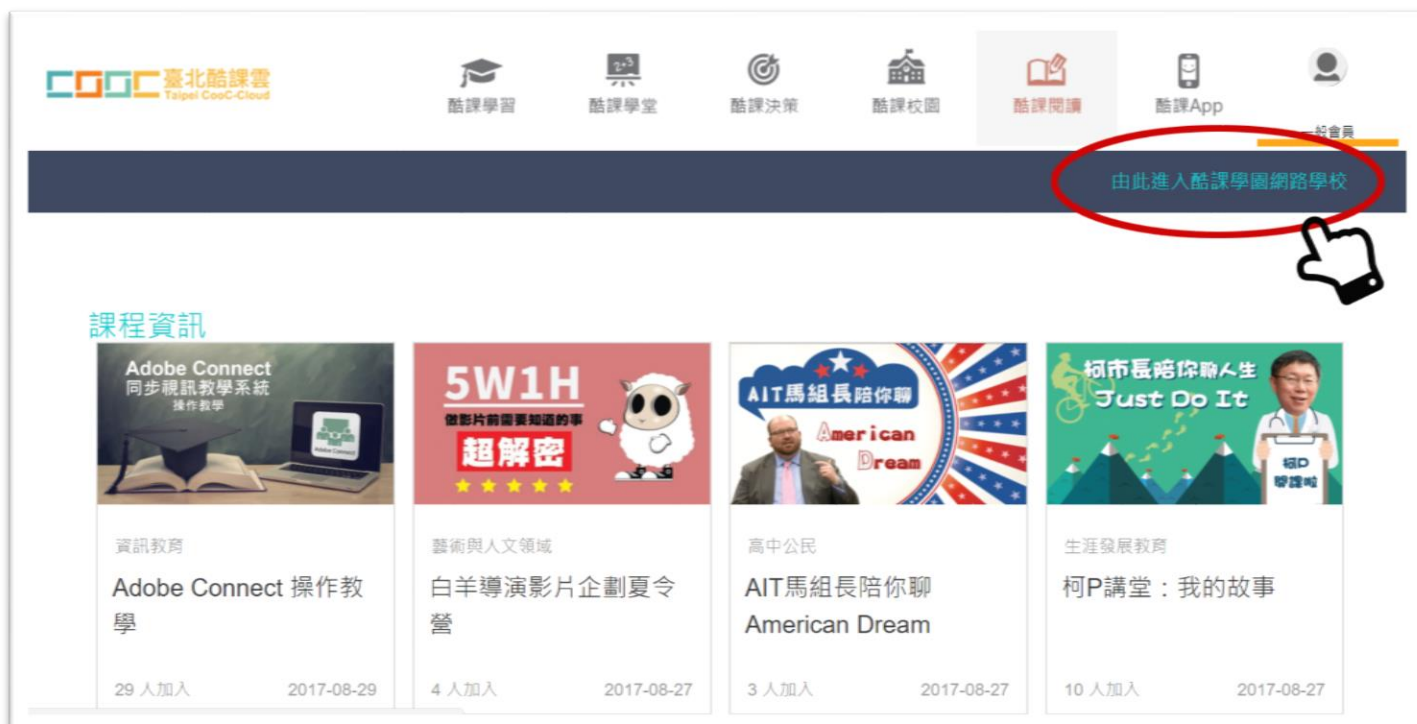 COOC 臺北酷課雲
Taipei CooC-Cloud
2+3
酷課學習
酷課學堂
酷課決策
酷課校園
酷課閱讀
酷課App
一般會員
由此進入酷課學園網路學校
課程資訊
Adobe Connect
同步視訊教學系統
操作教學
Adobe Connect
5W1H
做影片前需要知道的事
超解密
AIT馬組長陪你聊
American
Dream
柯市長陪你聊人生
Just Do It
柯P
開課啦
資訊教育
藝術與人文領域
高中公民
生涯發展教育
Adobe Connect 操作教
學
白羊導演影片企劃夏令
營
AIT馬組長陪你聊
American Dream
柯P講堂：我的故事
29 人加入 2017-08-29
4 人加入 2017-08-27
3 人加入 2017-08-27
10 人加入 2017-08-27